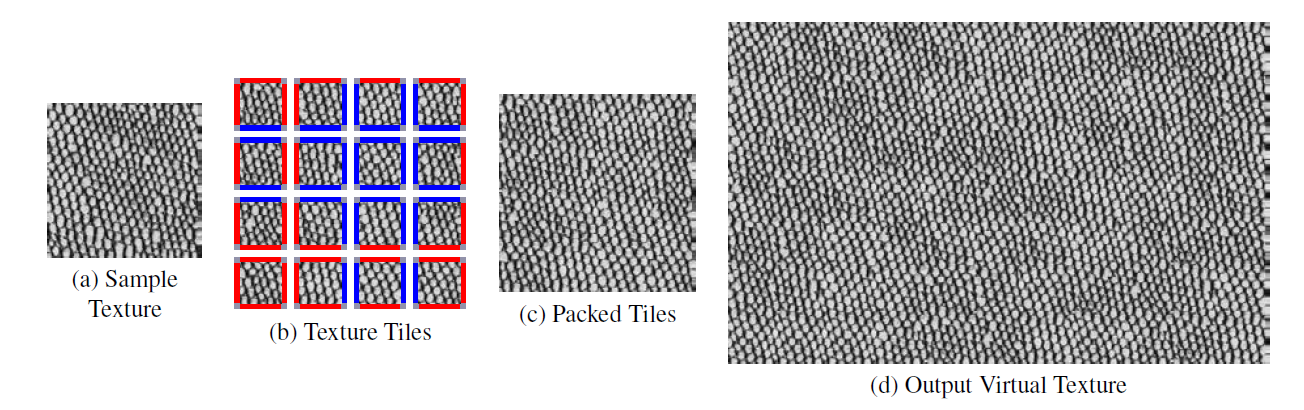 (a) Sample
Texture
(b) Texture Tiles
(c) Packed Tiles
(d) Output Virtual Texture